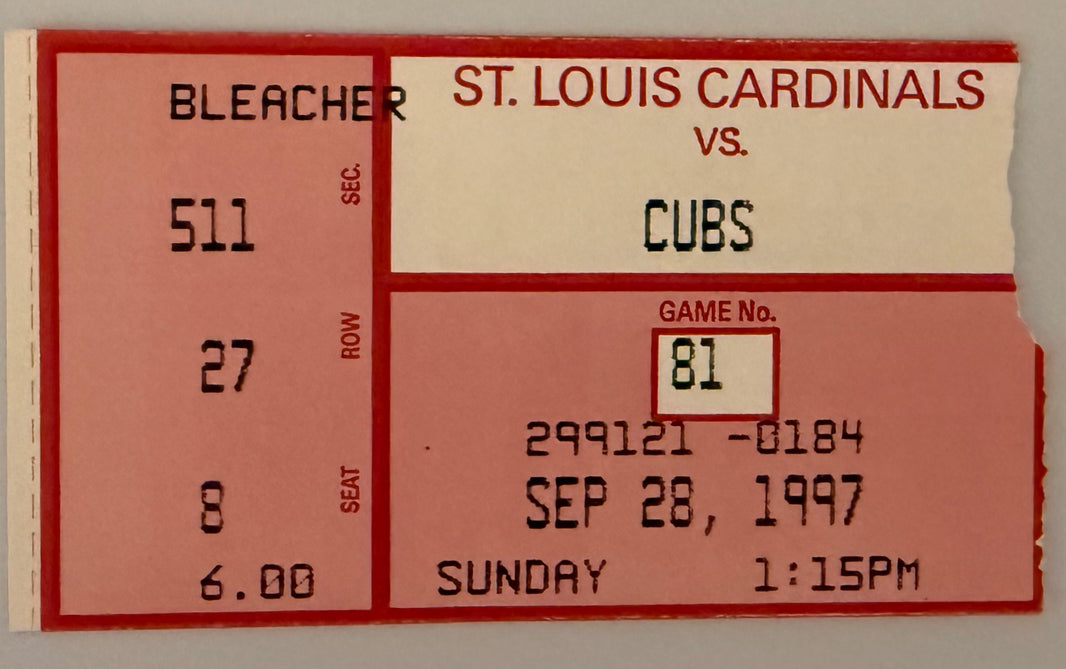 BLEACHER
SEC.
511
ROW
27
SEAT
8
6.00
ST. LOUIS CARDINALS
VS.
CUBS
GAME No.
81
299121 -0184
SEP 28, 1997
SUNDAY 1:15PM